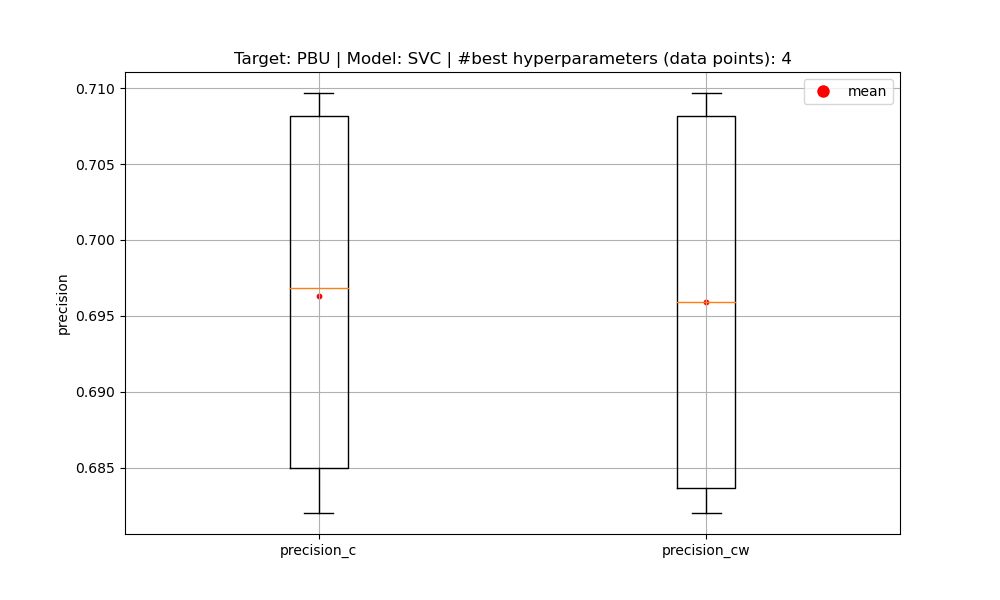 Target: PBU | Model: SVC | #best hyperparameters (data points): 4
mean
0.710
0.705
0.700
0.695
0.690
0.685
precision
precision_c
precision_cw